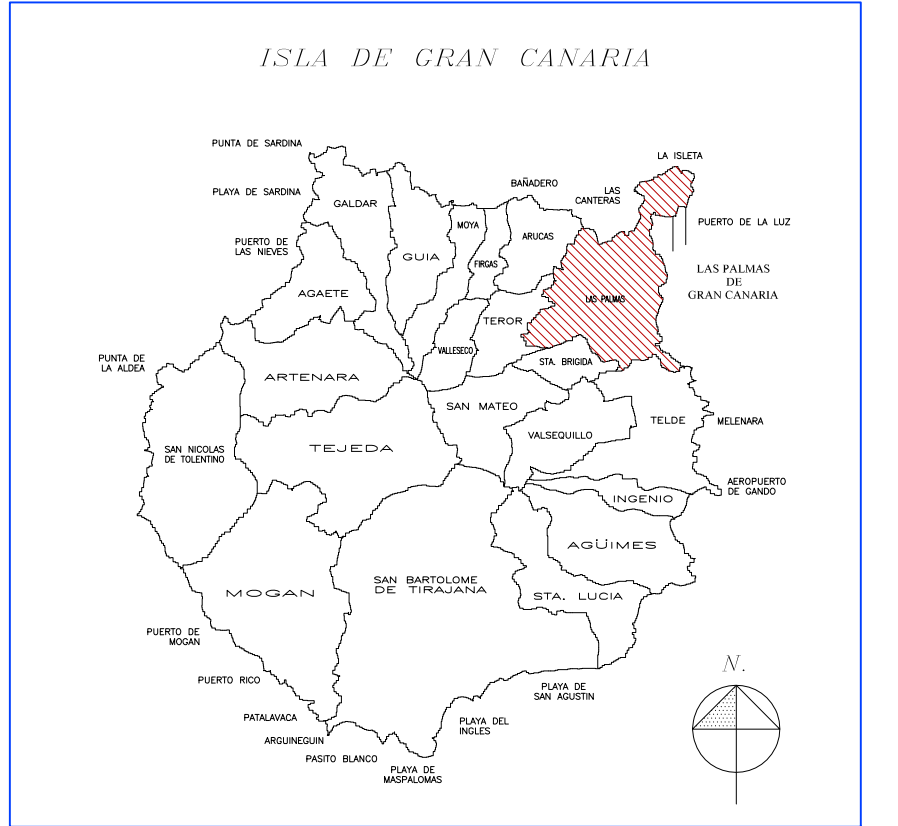 ISLA DE GRAN CANARIA
PUNTA DE SARDINA
LA ISLETA
PLAYA DE SARDINA
BAÑADERO
LAS
CANTERAS
GALDAR
MOYA
PUERTO DE LA LUZ
ARUCAS
PUERTO DE
LAS NIEVES
GUIA
FIRGAS
LAS PALMAS
DE
GRAN CANARIA
AGAETE
LAS PALMAS
TEROR
VALLESECO
STA. BRIGIDA
PUNTA DE
LA ALDEA
ARTENARA
SAN MATEO
TELDE
MELENARA
VALSEQUILLO
TEJEDA
SAN NICOLAS
DE TOLENTINO
AEROPUERTO
DE GANDO
INGENIO
AGÜIMES
SAN BARTOLOME
DE TIRAJANA
MOGAN
STA. LUCIA
PUERTO DE
MOGAN
N.
PUERTO RICO
PLAYA DE
SAN AGUSTIN
PATALAVACA
PLAYA DEL
INGLES
ARGUINEGUIN
PASITO BLANCO
PLAYA DE
MASPALOMAS